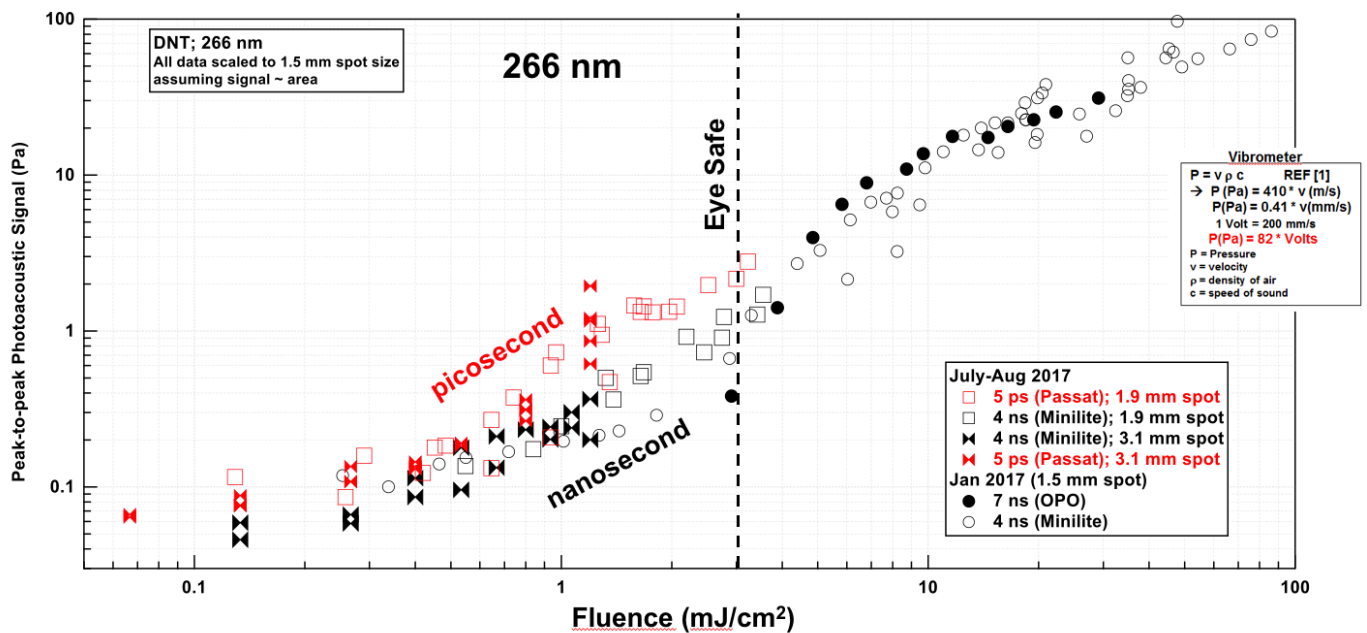 DNT; 266 nm
All data scaled to 1.5 mm spot size
assuming signal ~ area
266 nm
Eye Safe
picosecond
nanosecond
Peak-to-peak Photoacoustic Signal (Pa)
100
10
1
0.1
0.1
1
10
100
Fluence (mJ/cm²)
Vibrometer
P = v ρ c REF [1]
→ P (Pa) = 410 * v (m/s)
P(Pa) = 0.41 * v(mm/s)
1 Volt = 200 mm/s
P(Pa) = 82 * Volts
P = Pressure
v = velocity
ρ = density of air
c = speed of sound
July-Aug 2017
5 ps (Passat); 1.9 mm spot
4 ns (Minilite); 1.9 mm spot
4 ns (Minilite); 3.1 mm spot
5 ps (Passat); 3.1 mm spot
Jan 2017 (1.5 mm spot)
7 ns (OPO)
4 ns (Minilite)